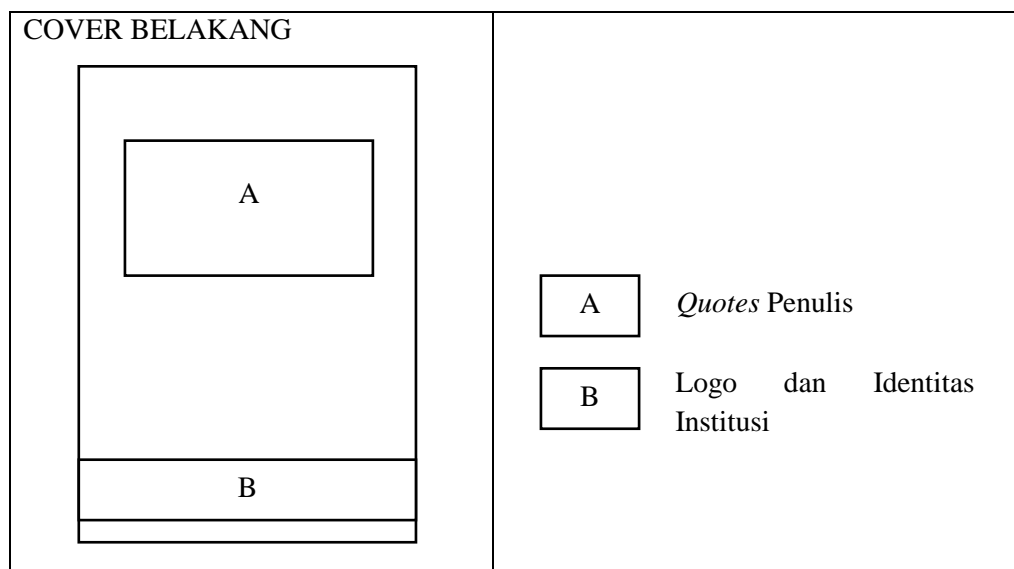 COVER BELAKANG
A
B
A Quotes Penulis
B Logo dan Identitas
Institusi